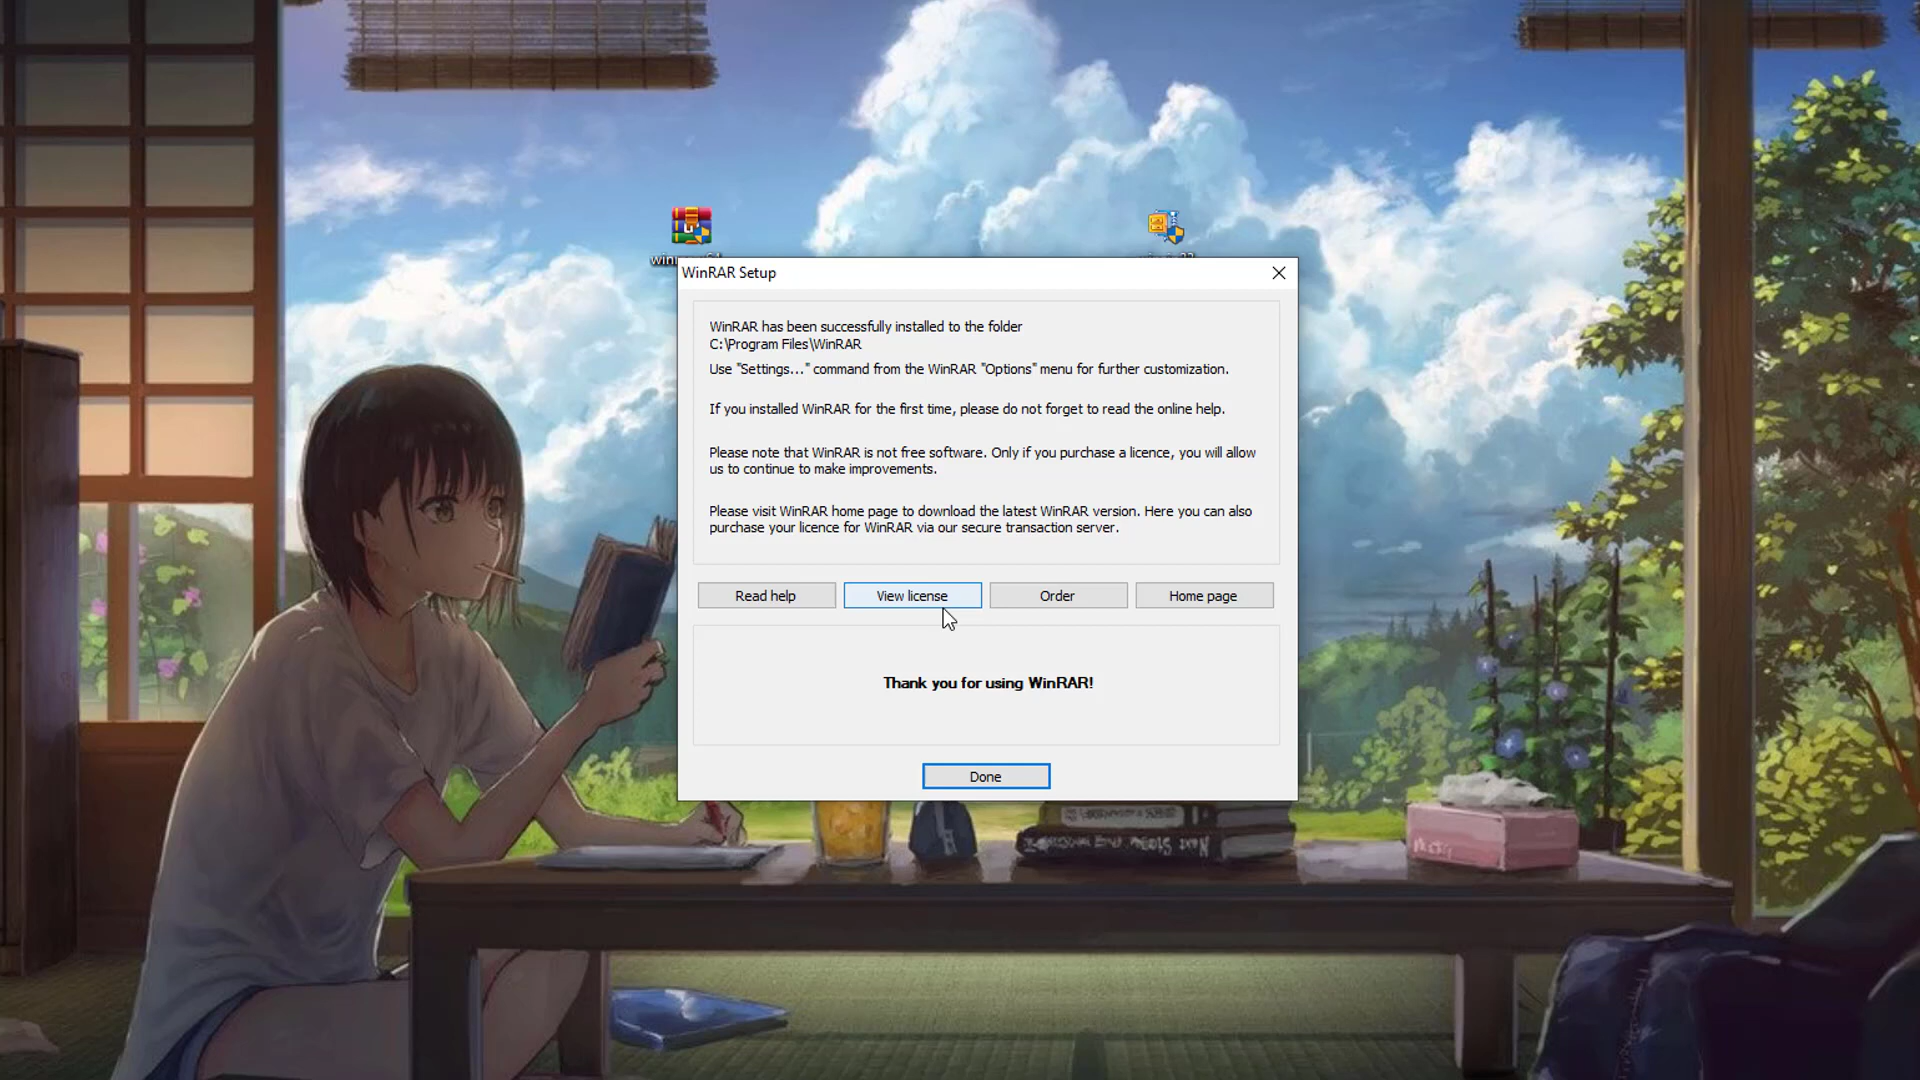 WinRAR Setup
WinRAR has been successfully installed to the folder
C:\Program Files\WinRAR
Use "Settings..." command from the WinRAR "Options" menu for further customization.
If you installed WinRAR for the first time, please do not forget to read the online help.
Please note that WinRAR is not free software. Only if you purchase a licence, you will allow
us to continue to make improvements.
Please visit WinRAR home page to download the latest WinRAR version. Here you can also
purchase your licence for WinRAR via our secure transaction server.
Read help View license Order Home page
Thank you for using WinRAR!
Done